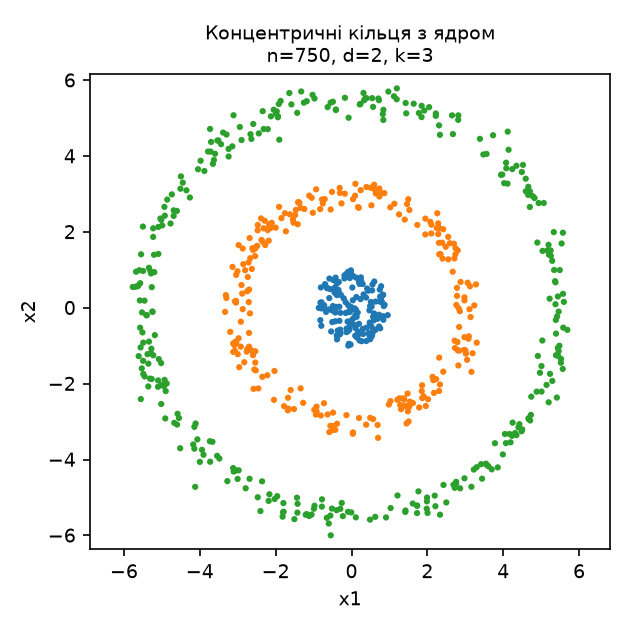 Концентричні кільця з ядром
n=750, d=2, k=3
6
4
2
0
−2
−4
−6
x2
−6 −4 −2 0 2 4 6
x1